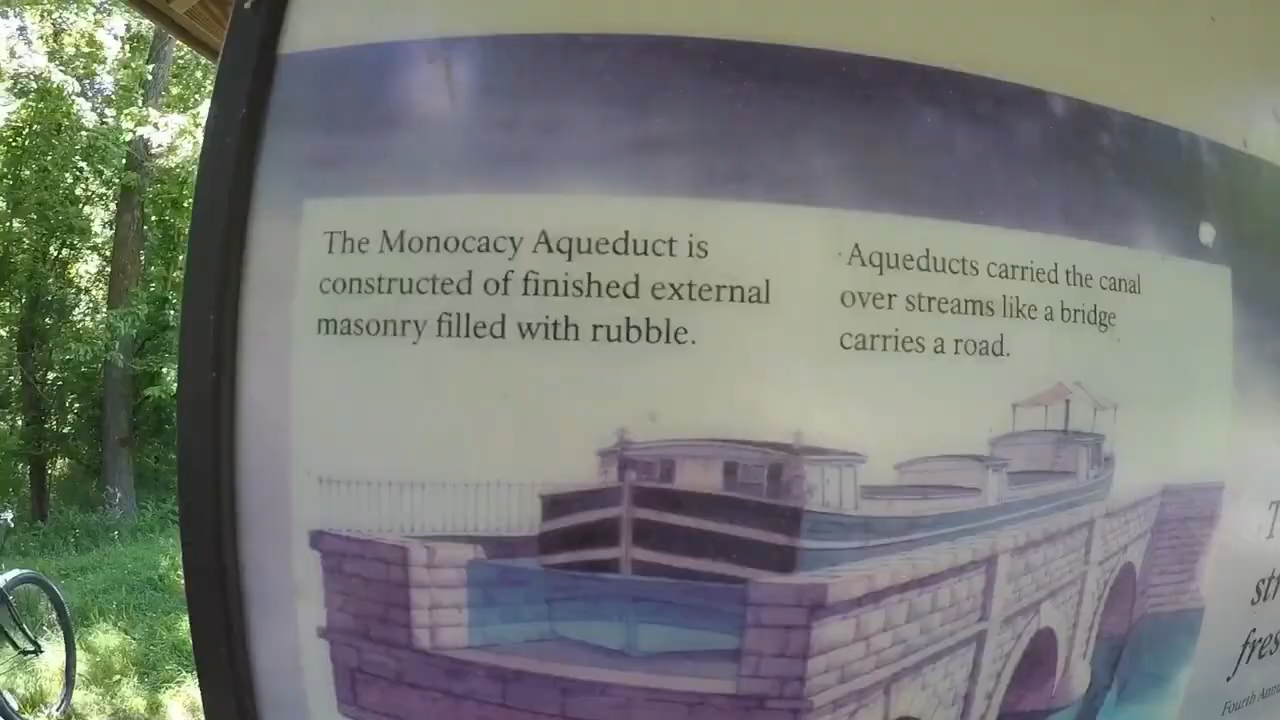 The Monocacy Aqueduct is
constructed of finished external
masonry filled with rubble.
Aqueducts carried the canal
over streams like a bridge
carries a road.
Fourth